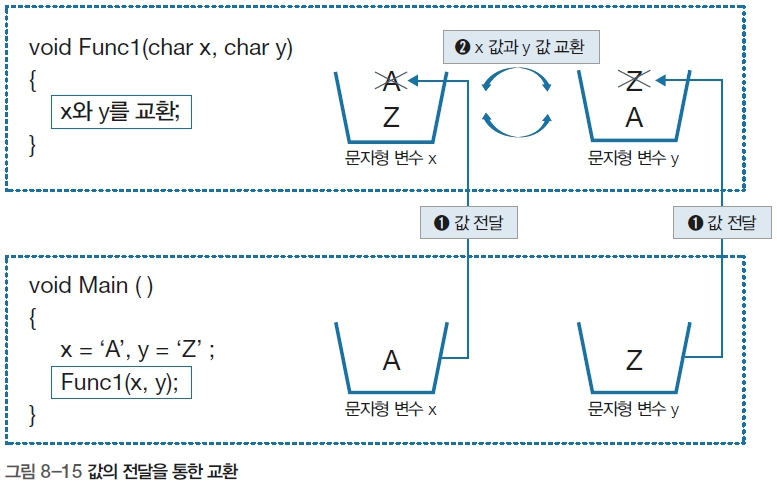 void Func1(char x, char y)
{
x와 y를 교환;
}
❷ x 값과 y 값 교환
A
Z
문자형 변수 x
Z
A
문자형 변수 y
❶ 값 전달
❶ 값 전달
void Main ( )
{
x = ‘A’, y = ‘Z’ ;
Func1(x, y);
}
A
문자형 변수 x
Z
문자형 변수 y
그림 8–15 값의 전달을 통한 교환